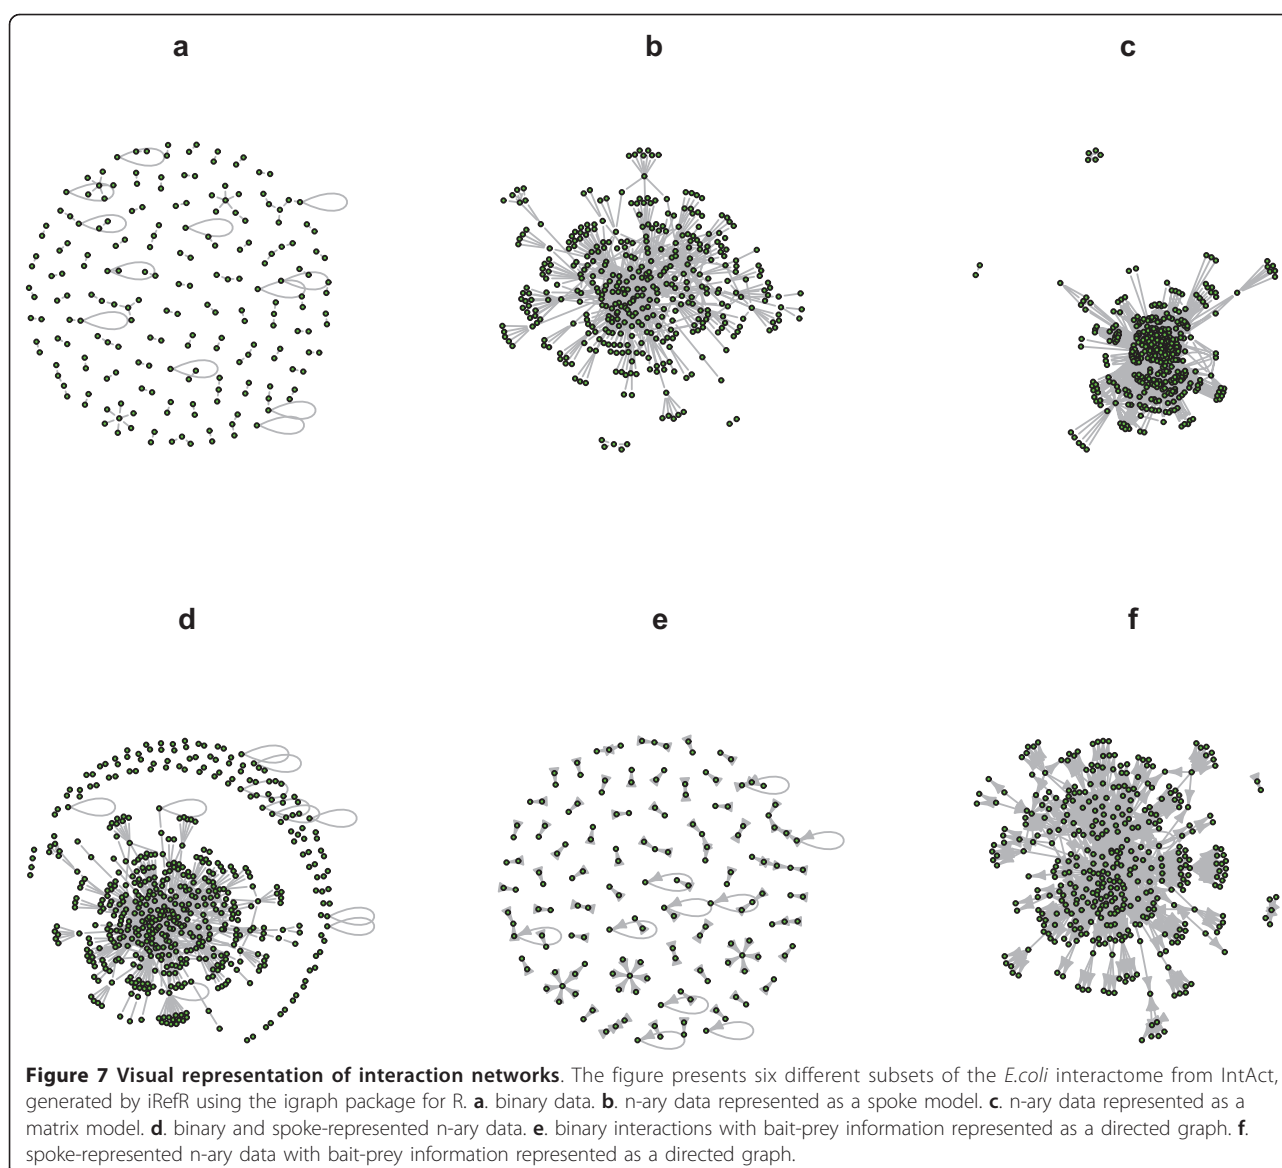 a
b
c
d
e
f
Figure 7 Visual representation of interaction networks. The figure presents six different subsets of the E.coli interactome from IntAct,
generated by iRefR using the igraph package for R. a. binary data. b. n-ary data represented as a spoke model. c. n-ary data represented as a
matrix model. d. binary and spoke-represented n-ary data. e. binary interactions with bait-prey information represented as a directed graph. f.
spoke-represented n-ary data with bait-prey information represented as a directed graph.